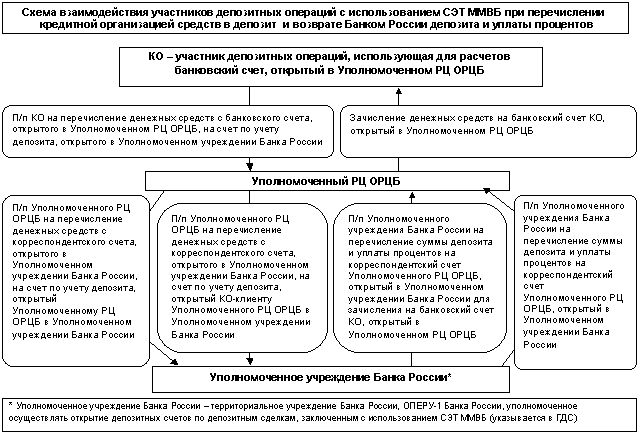 Схема взаимодействия участников депозитных операций с использованием СЭТ ММВБ при перечислении
кредитной организацией средств в депозит и возврате Банком России депозита и уплаты процентов
КО – участник депозитных операций, использующая для расчетов
банковский счет, открытый в Уполномоченном РЦ ОРЦБ
П/п КО на перечисление денежных средств с банковского счета,
открытого в Уполномоченном РЦ ОРЦБ, на счет по учету
депозита, открытого в Уполномоченном учреждении Банка России
Зачисление денежных средств на банковский счет КО,
открытый в Уполномоченном РЦ ОРЦБ
Уполномоченный РЦ ОРЦБ
П/п Уполномоченного РЦ
ОРЦБ на перечисление
денежных средств с
корреспондентского счета,
открытого в
Уполномоченном
учреждении Банка России,
на счет по учету депозита,
открытый
Уполномоченному РЦ
ОРЦБ в Уполномоченном
учреждении Банка России
П/п Уполномоченного РЦ
ОРЦБ на перечисление
денежных средств с
корреспондентского счета,
открытого в Уполномоченном
учреждении Банка России, на
счет по учету депозита,
открытый КО-клиенту
Уполномоченного РЦ ОРЦБ в
Уполномоченном учреждении
Банка России
П/п Уполномоченного
учреждения Банка России на
перечисление суммы депозита
и уплаты процентов на
корреспондентский счет
Уполномоченного РЦ ОРЦБ,
открытый в Уполномоченном
учреждении Банка России для
зачисления на банковский счет
КО, открытый в
Уполномоченном РЦ ОРЦБ
П/п Уполномоченного
учреждения Банка
России на
перечисление суммы
депозита и уплаты
процентов на
корреспондентский
счет
Уполномоченного РЦ
ОРЦБ, открытый в
Уполномоченном
учреждении Банка
России
Уполномоченное учреждение Банка России*
* Уполномоченное учреждение Банка России – территориальное учреждение Банка России, ОПЕРУ-1 Банка России, уполномоченное
осуществлять открытие депозитных счетов по депозитным сделкам, заключенным с использованием СЭТ ММВБ (указывается в ГДС)